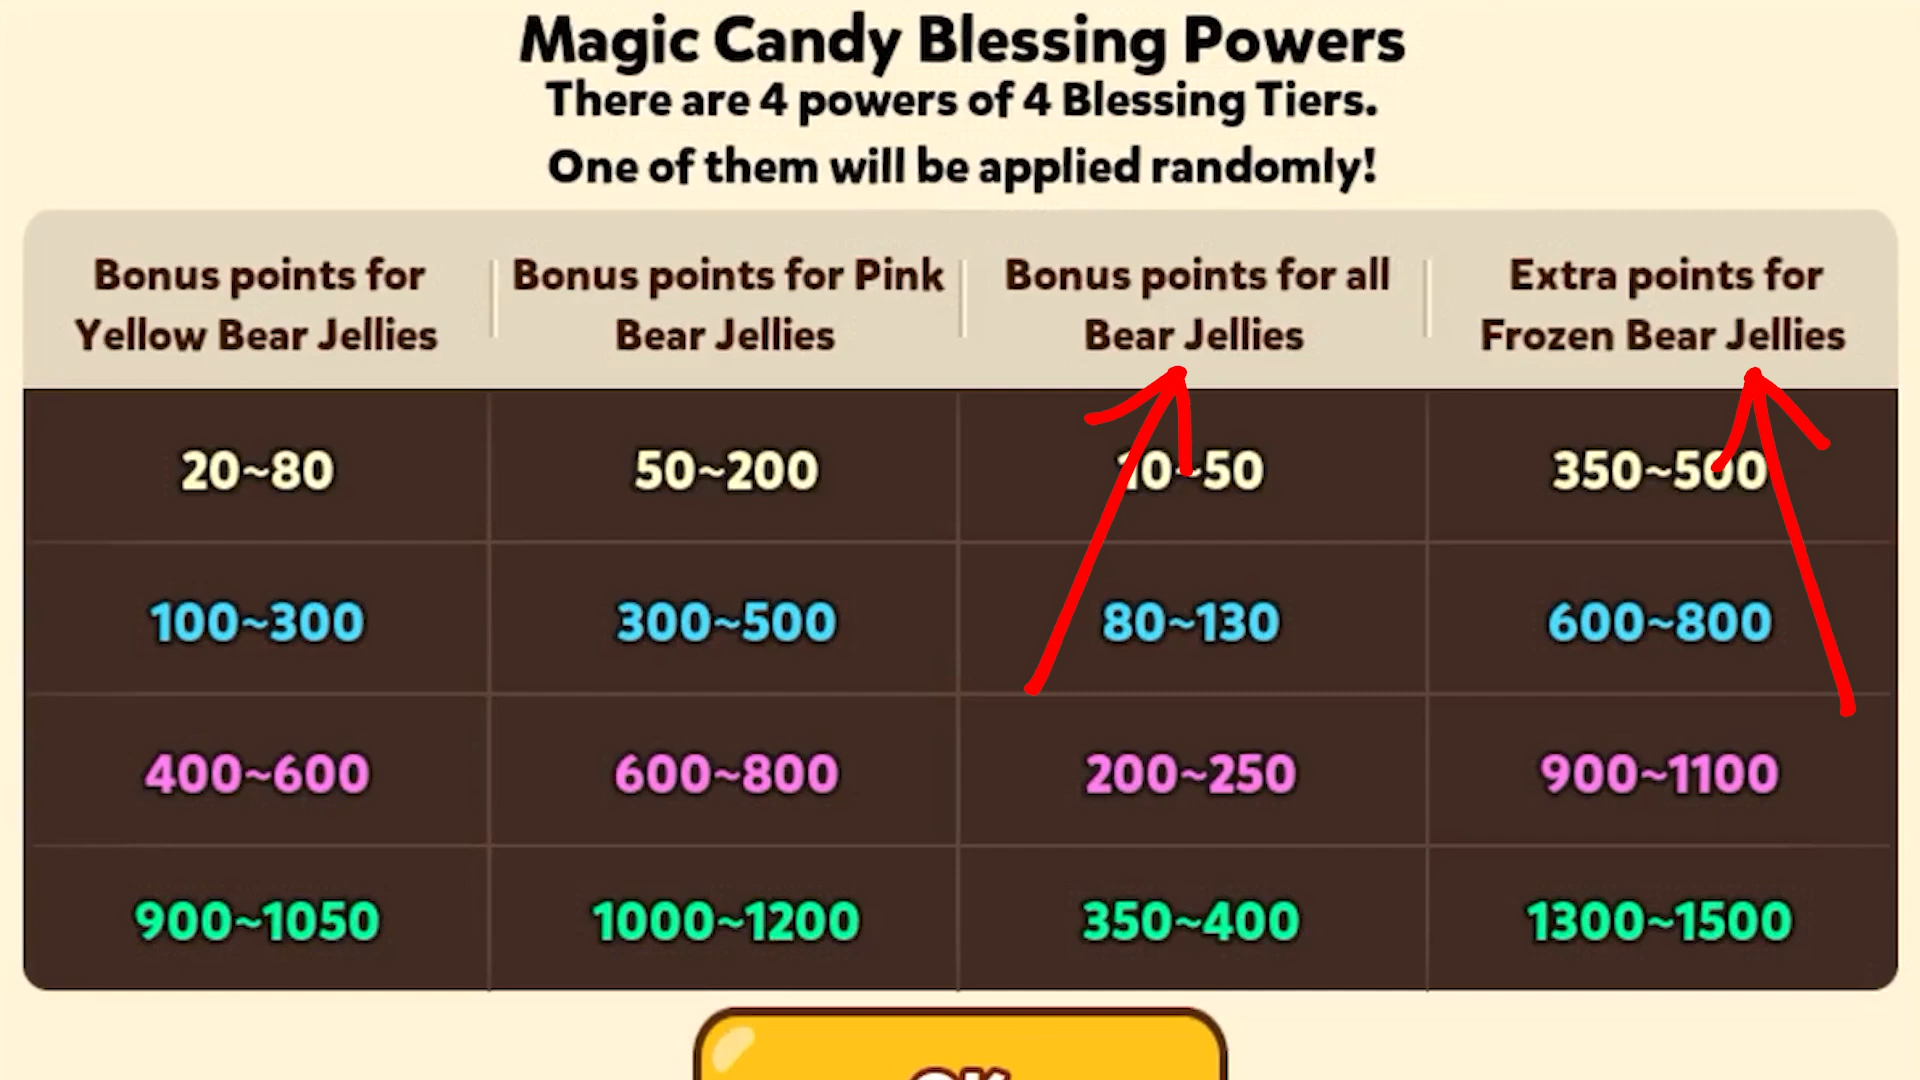 Magic Candy Blessing Powers
There are 4 powers of 4 Blessing Tiers.
One of them will be applied randomly!
Bonus points for
Yellow Bear Jellies
Bonus points for Pink
Bear Jellies
Bonus points for all
Bear Jellies
Extra points for
Frozen Bear Jellies
20~80
50~200
10~50
350~500
100~300
300~500
80~130
600~800
400~600
600~800
200~250
900~1100
900~1050
1000~1200
350~400
1300~1500
OK